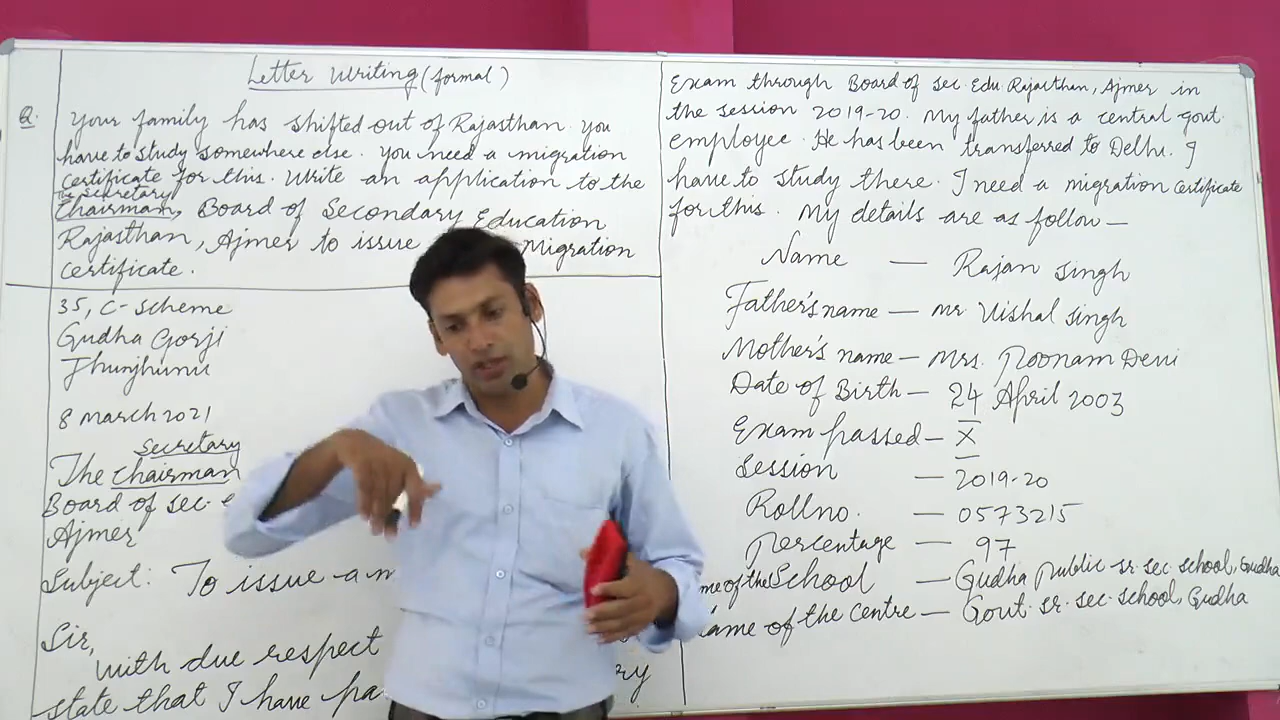 Letter Writing (formal)
Q. Your family has shifted out of Rajasthan. You
have to study somewhere else. You need a migration
certificate for this. Write an application to the
The Secretary
Chairman, Board of Secondary Education
Rajasthan, Ajmer to issue Migration
certificate.
35, C-Scheme
Gudha Gorji
Jhunjhunu
8 March 2021
Secretary
The Chairman
Board of sec.
Ajmer
Subject: To issue a
Sir,
with due respect
state that I have
Exam through Board of Sec. Edu. Rajasthan, Ajmer in
the session 2019-20. My father is a central govt.
employee. He has been transferred to Delhi. I
have to study there. I need a migration certificate
for this. My details are as follow —
Name — Rajan Singh
Father's name — Mr. Vishal Singh
Mother's name — Mrs. Poonam Devi
Date of Birth — 24 April 2003
Exam passed — X
Session — 2019-20
Roll no. — 0573215
Percentage — 97
of the School — Gudha Public sr. sec. school, Gudha
Name of the Centre — Govt. sr. sec. school, Gudha